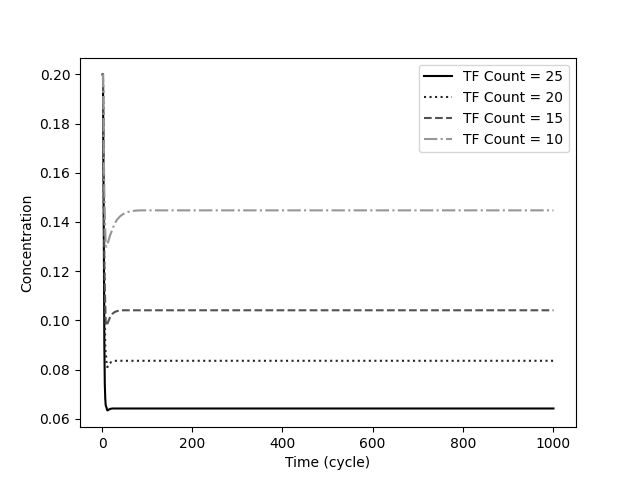 0.20
0.18
0.16
0.14
0.12
0.10
0.08
0.06
Concentration
0
200
400
600
800
1000
Time (cycle)
TF Count = 25
TF Count = 20
TF Count = 15
TF Count = 10